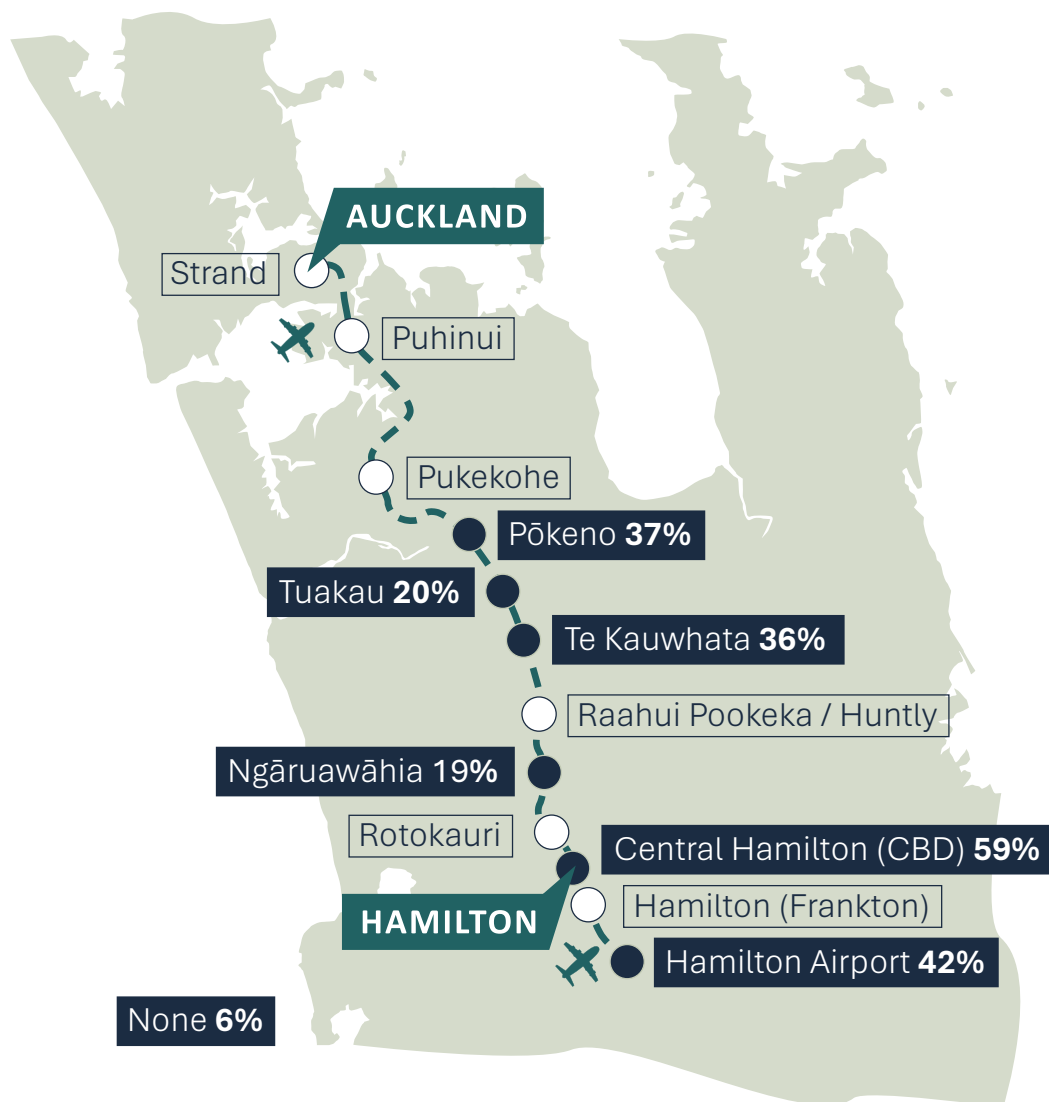 AUCKLAND
Strand
Puhinui
Pukekohe
Pōkeno 37%
Tuakau 20%
Te Kauwhata 36%
Raahui Pookeka / Huntly
Ngāruawāhia 19%
Rotokauri
Central Hamilton (CBD) 59%
Hamilton (Frankton)
HAMILTON
Hamilton Airport 42%
None 6%